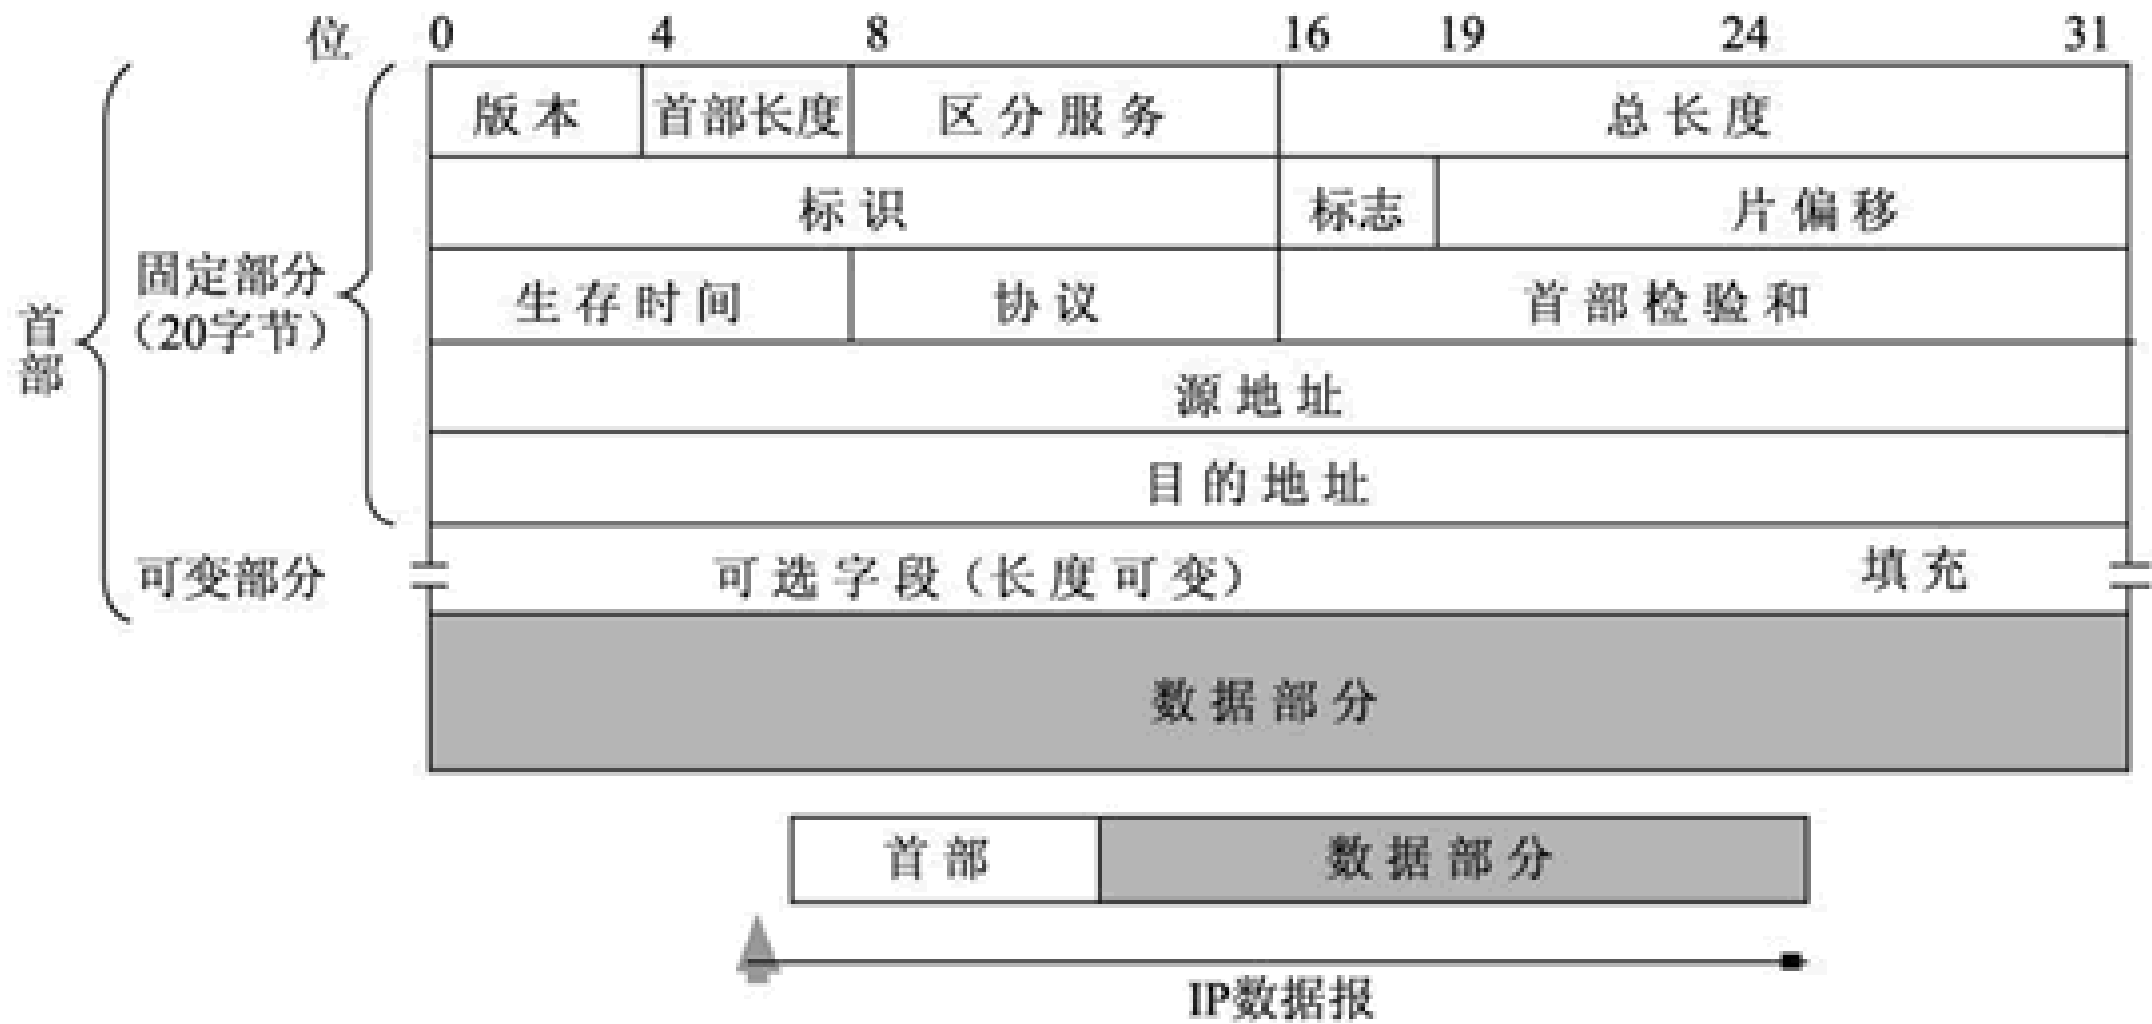 位 0 4 8 16 19 24 31
版本 首部长度 区分服务 总长度
标识 标志 片偏移
生存时间 协议 首部检验和
源地址
目的地址
可选字段(长度可变) 填充
数据部分
首部
固定部分
(20字节)
可变部分
首部 数据部分
IP数据报